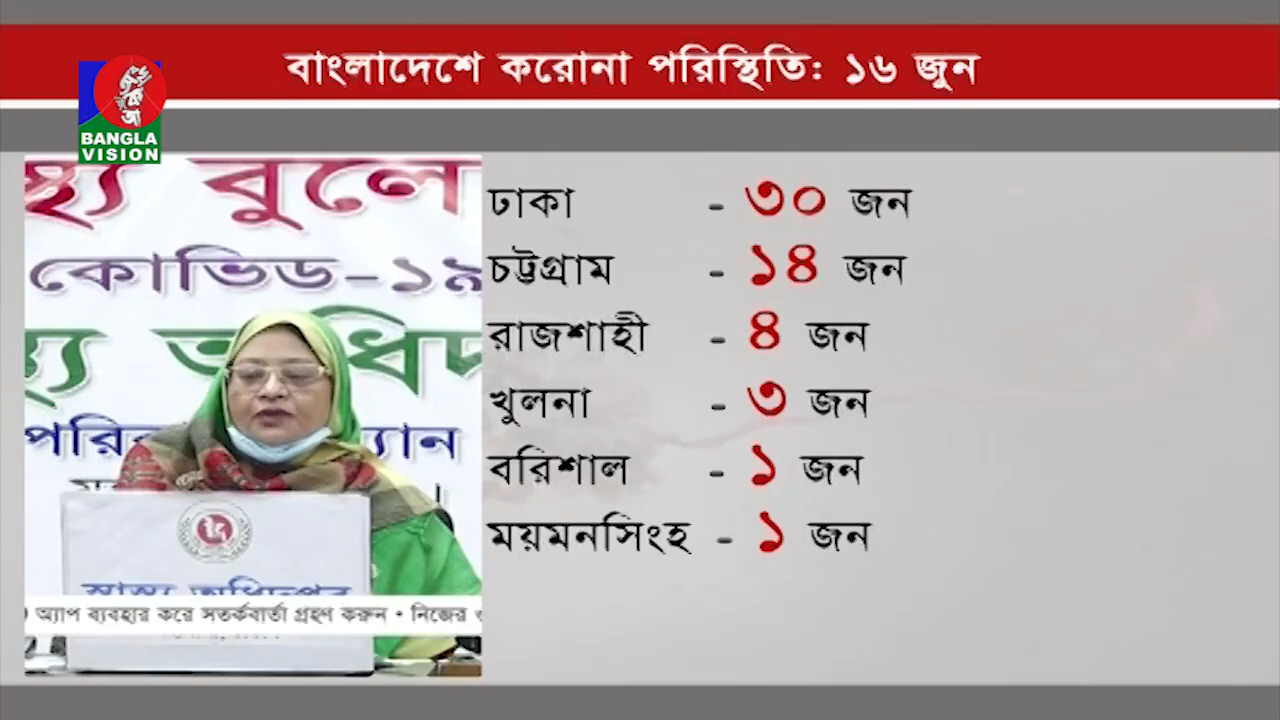 বাংলাদেশে করোনা পরিস্থিতি: ১৬ জুন
BANGLA
VISION
ঢাকা - ৩০ জন
চট্টগ্রাম - ১৪ জন
রাজশাহী - ৪ জন
খুলনা - ৩ জন
বরিশাল - ১ জন
ময়মনসিংহ - ১ জন
স্থ্য বুলে
কোভিড-১৯
অ্যাপ ব্যবহার করে সতর্কবার্তা গ্রহণ করুন • নিজের